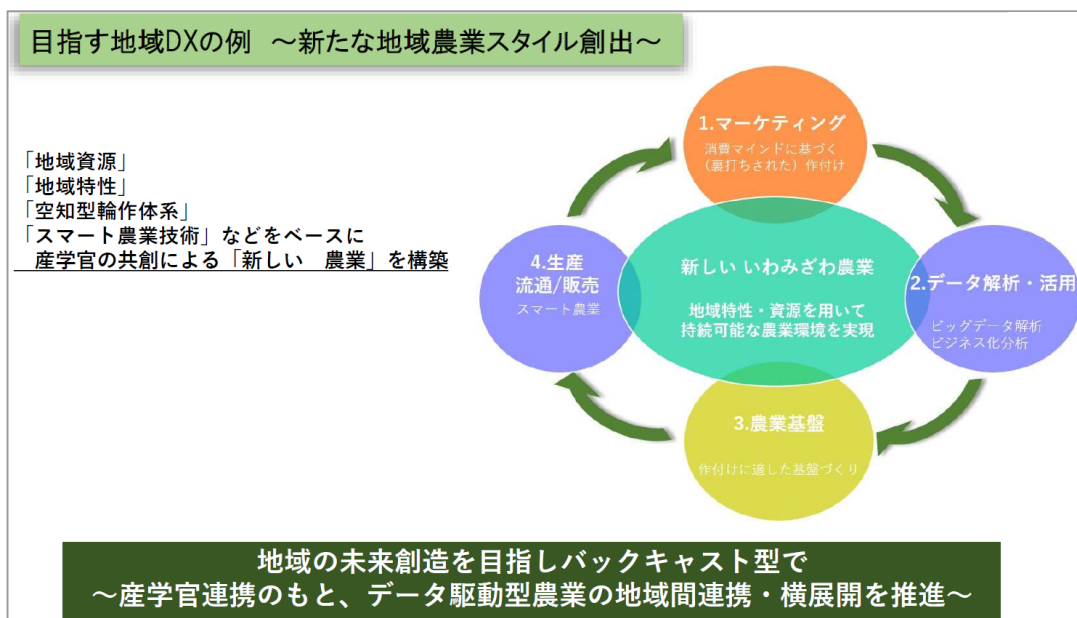 目指す地域DXの例 ～新たな地域農業スタイル創出～
「地域資源」
「地域特性」
「空知型輪作体系」
「スマート農業技術」などをベースに
産学官の共創による「新しい　農業」を構築
1.マーケティング
消費マインドに基づく
（裏打ちされた）作付け
2.データ解析・活用
ビッグデータ解析
ビジネス化分析
3.農業基盤
作付けに適した基盤づくり
4.生産
流通/販売
スマート農業
新しい いわみざわ農業
地域特性・資源を用いて
持続可能な農業環境を実現
地域の未来創造を目指しバックキャスト型で
～産学官連携のもと、データ駆動型農業の地域間連携・横展開を推進～